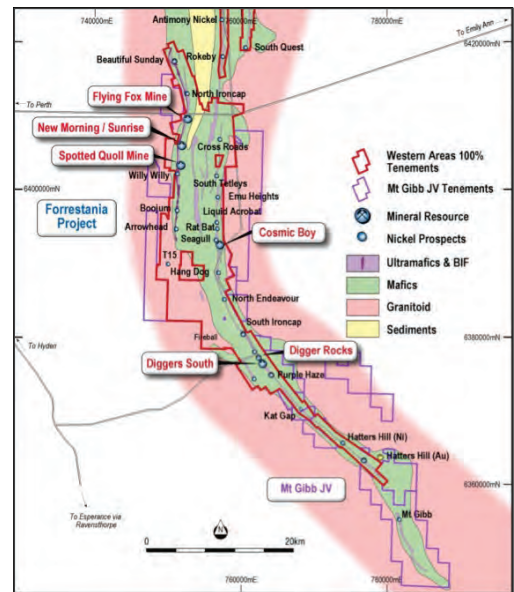 740000mE
760000mE
780000mE
Antimony Nickel
6420000mN
To Emily Ann
Rokeby
South Quest
Beautiful Sunday
Flying Fox Mine
North Ironcap
To Perth
New Morning / Sunrise
Cross Roads
Spotted Quoll Mine
Willy Willy
South Tetleys
6400000mN
Emu Heights
Forrestania
Project
Boojum
Liquid Acrobat
Arrowhead
Rat Bat
Seagull
Cosmic Boy
T15
Hang Dog
North Endeavour
South Ironcap
6380000mN
To Hyden
Fireball
Digger Rocks
Diggers South
Purple Haze
Kat Gap
Hatters Hill (Ni)
Hatters Hill (Au)
Mt Gibb JV
6360000mN
To Esperance via
Ravensthorpe
Mt Gibb
N
0
20km
760000mE
780000mE
Western Areas 100%
Tenements
Mt Gibb JV Tenements
Mineral Resource
Nickel Prospects
Ultramafics & BIF
Mafics
Granitoid
Sediments